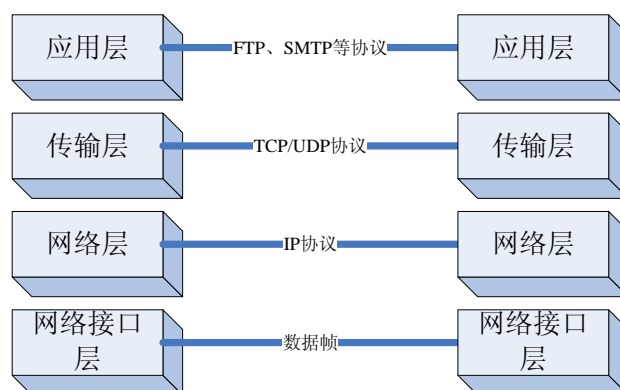 应用层
FTP、SMTP等协议
应用层
传输层
TCP/UDP协议
传输层
网络层
IP协议
网络层
网络接口
层
数据帧
网络接口
层